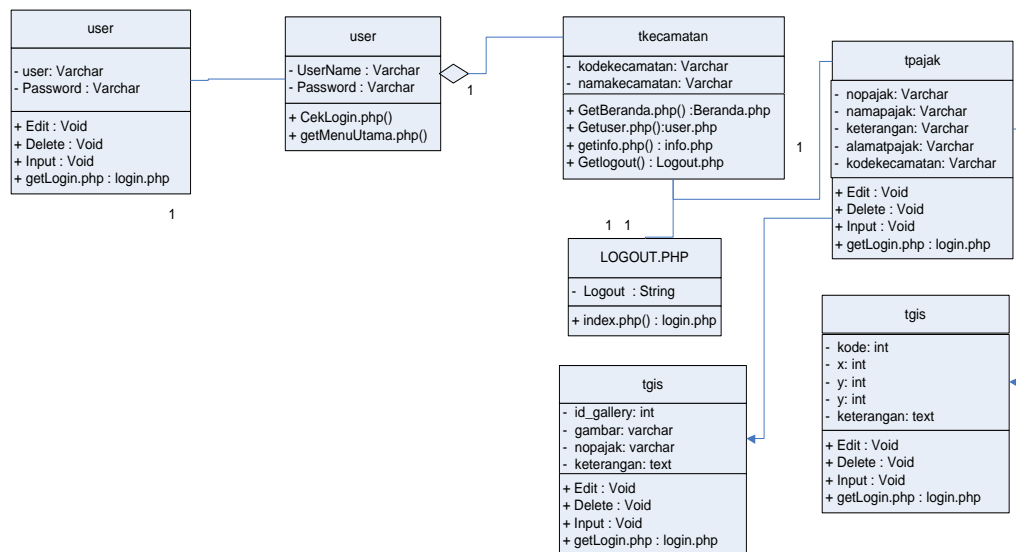 user
- user: Varchar
- Password : Varchar
+ Edit : Void
+ Delete : Void
+ Input : Void
+ getLogin.php : login.php
1
user
- UserName : Varchar
- Password : Varchar
+ CekLogin.php()
+ getMenuUtama.php()
1
tkecamatan
- kodekecamatan: Varchar
- namakecamatan: Varchar
+ GetBeranda.php() :Beranda.php
+ Getuser.php():user.php
+ getinfo.php() : info.php
+ Getlogout() : Logout.php
1
1 1
LOGOUT.PHP
- Logout : String
+ index.php() : login.php
tpajak
- nopajak: Varchar
- namapajak: Varchar
- keterangan: Varchar
- alamatpajak: Varchar
- kodekecamatan: Varchar
+ Edit : Void
+ Delete : Void
+ Input : Void
+ getLogin.php : login.php
tgis
- id_gallery: int
- gambar: varchar
- nopajak: varchar
- keterangan: text
+ Edit : Void
+ Delete : Void
+ Input : Void
+ getLogin.php : login.php
tgis
- kode: int
- x: int
- y: int
- y: int
- keterangan: text
+ Edit : Void
+ Delete : Void
+ Input : Void
+ getLogin.php : login.php